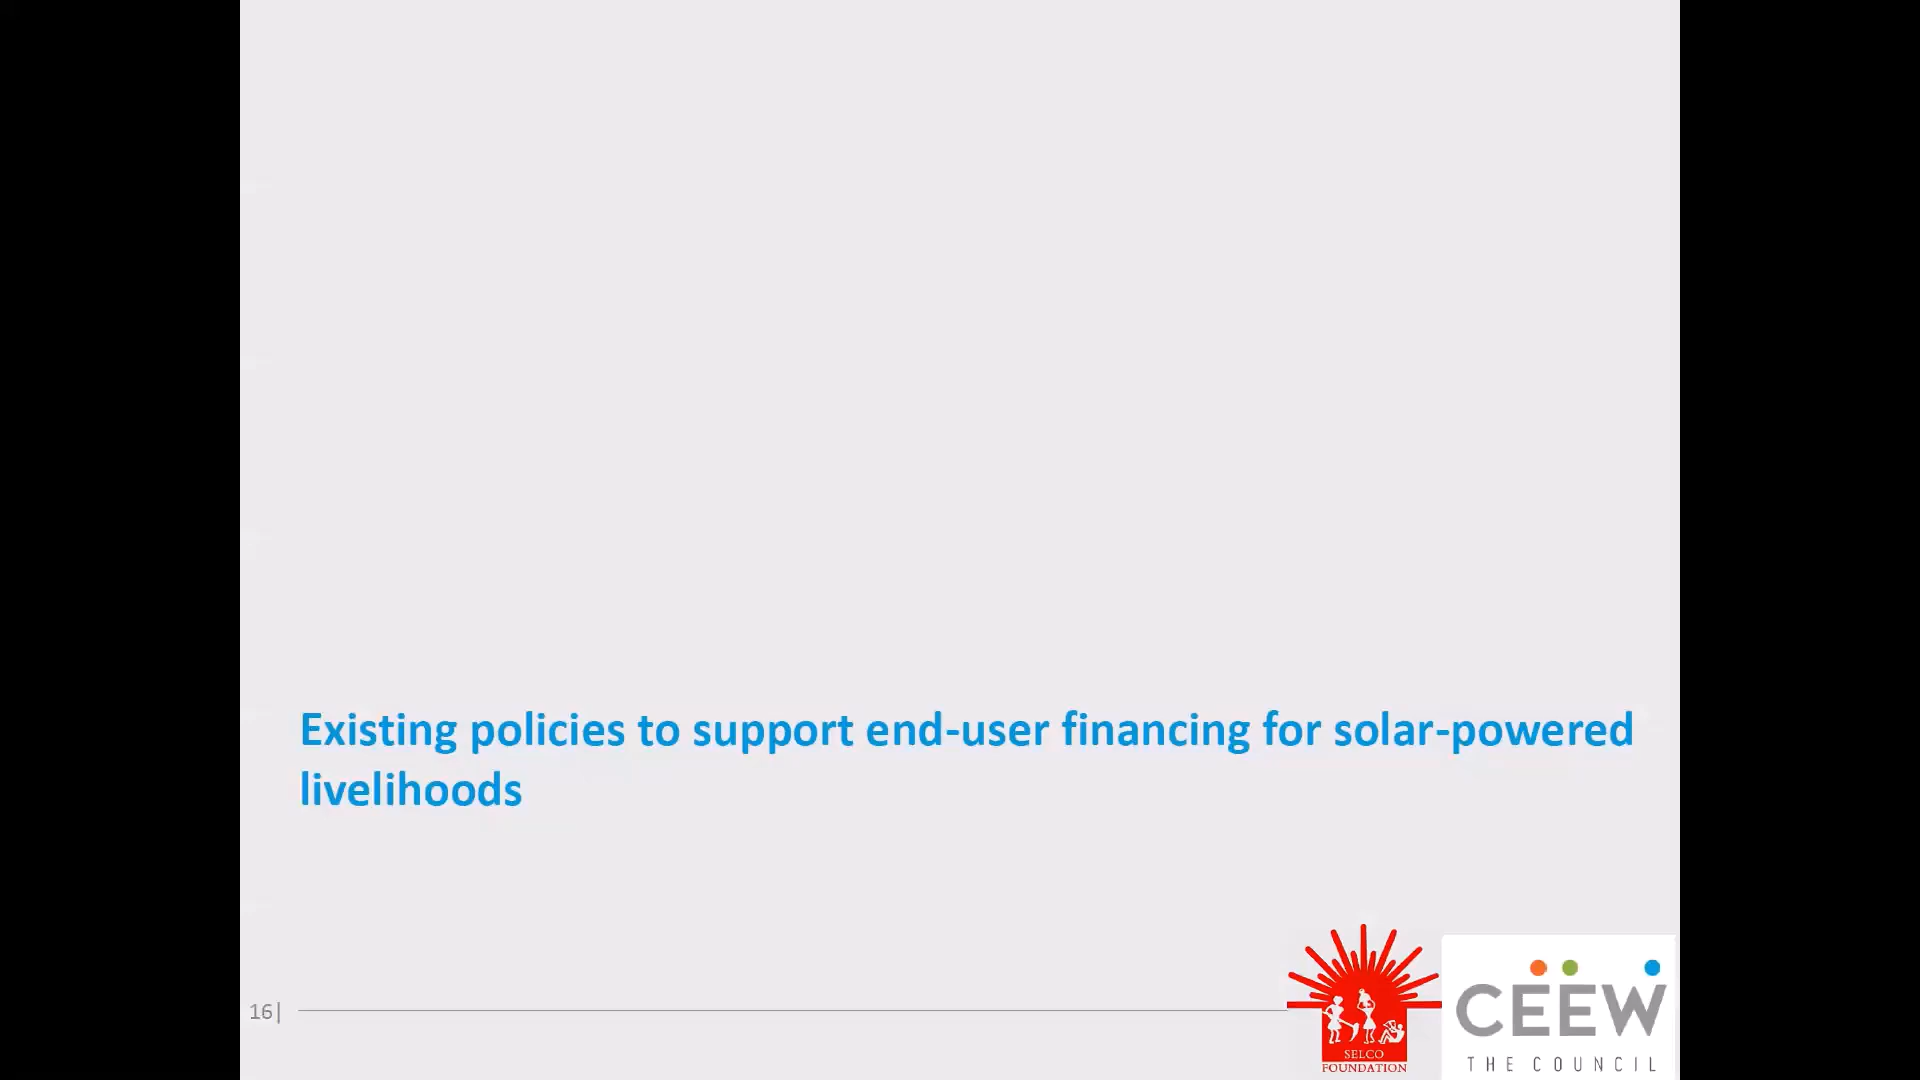 Existing policies to support end-user financing for solar-powered
livelihoods
16|
SELCO
FOUNDATION
CEEW
THE COUNCIL